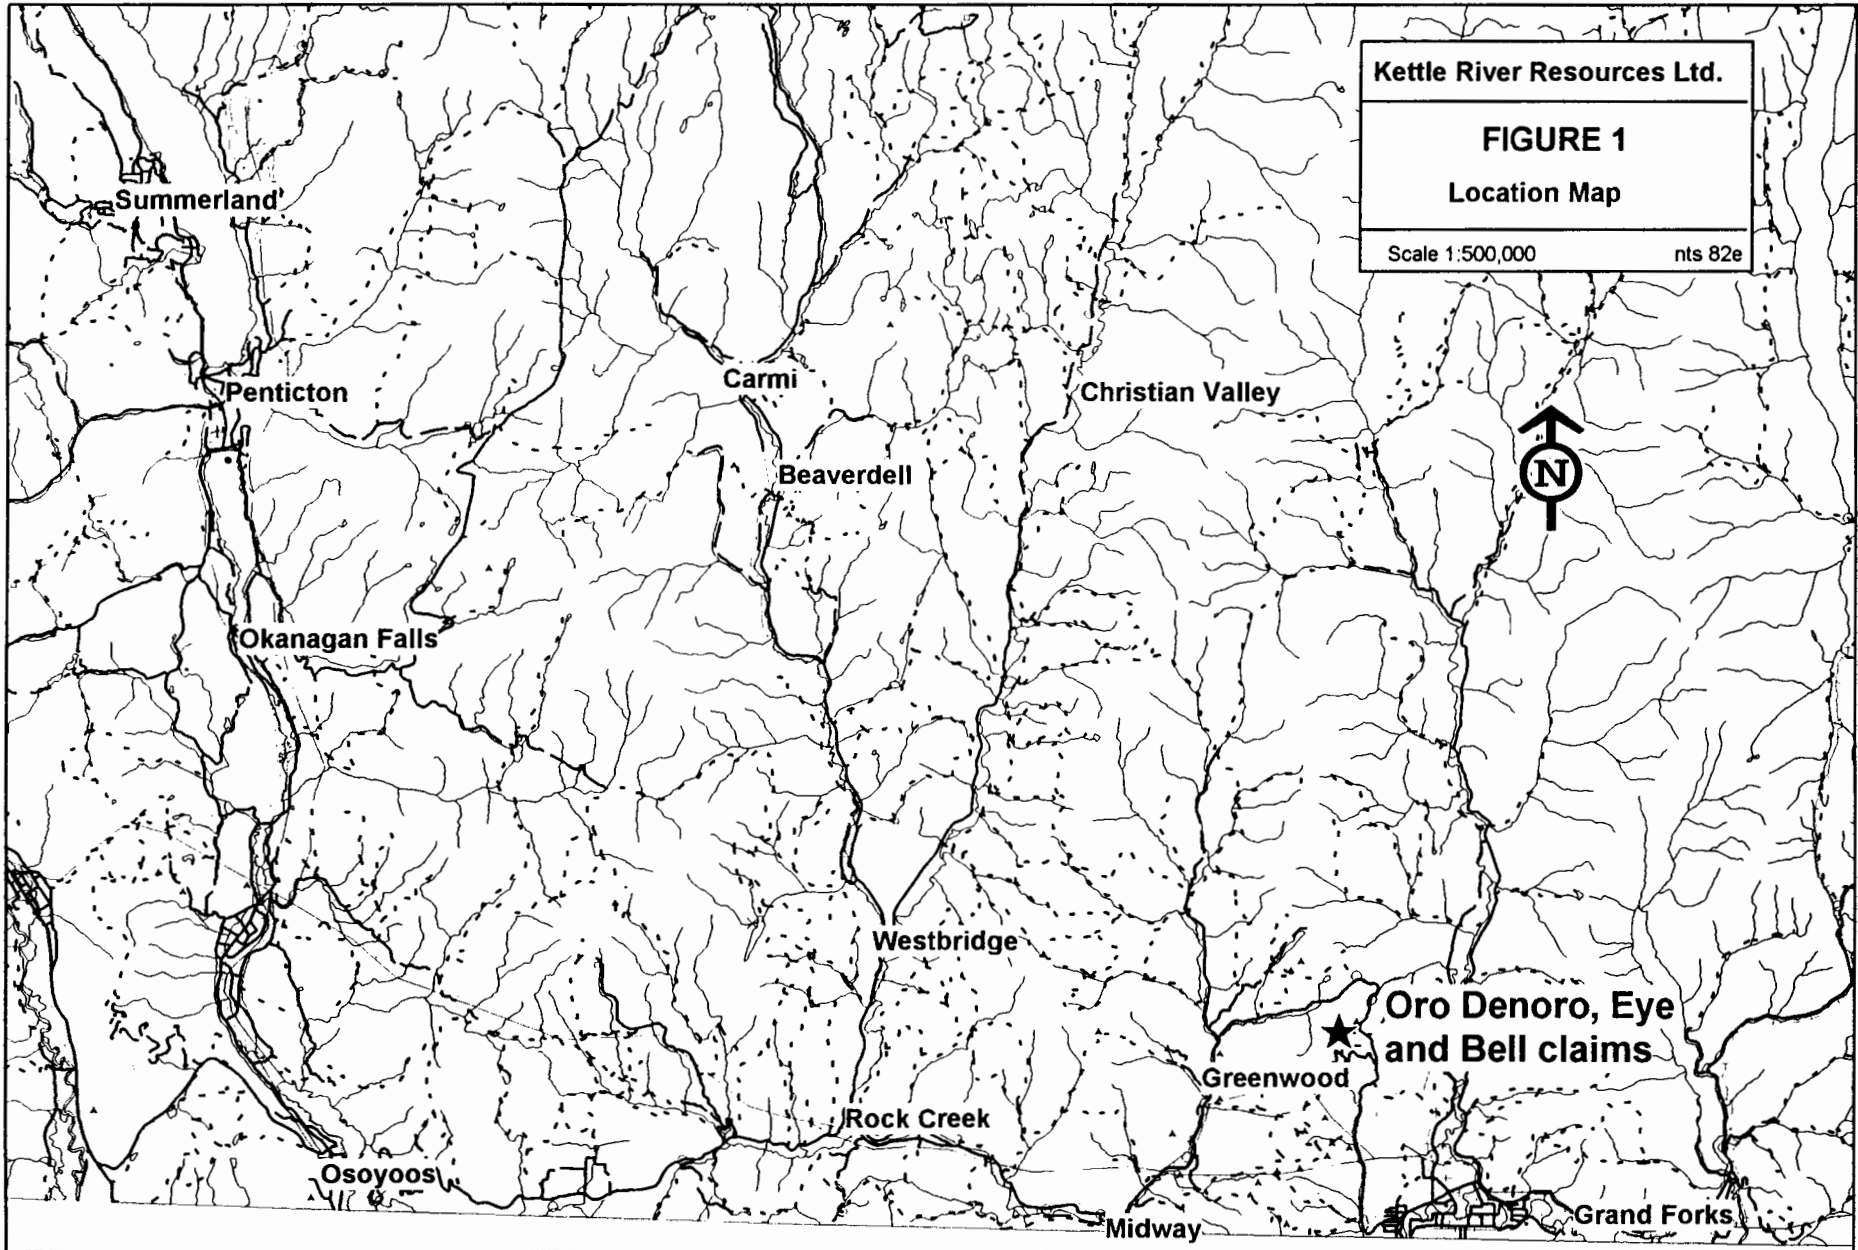 Kettle River Resources Ltd.
FIGURE 1
Location Map
Scale 1:500,000 nts 82e
Summerland
Penticton
Carmi
Christian Valley
Beaverdell
N
Okanagan Falls
Westbridge
Oro Denoro, Eye
and Bell claims
Greenwood
Rock Creek
Osoyoos
Midway
Grand Forks